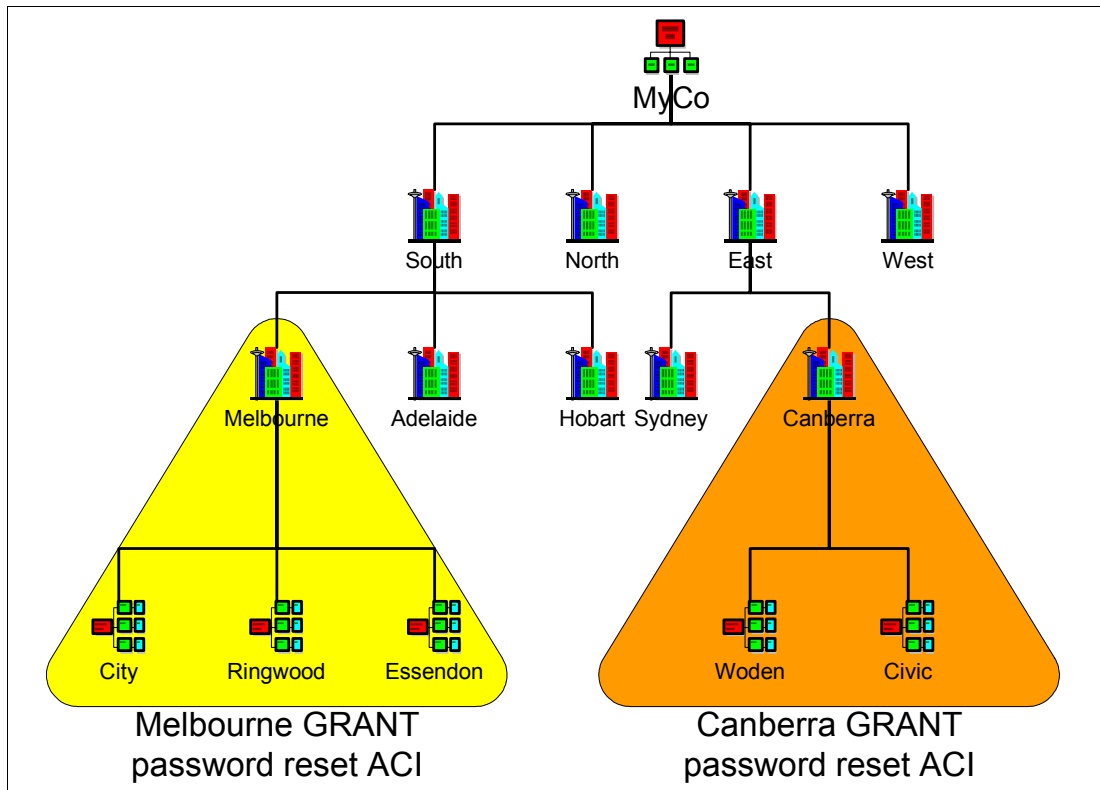 MyCo
South
North
East
West
Melbourne
Adelaide
Hobart
Sydney
Canberra
City
Ringwood
Essendon
Woden
Civic
Melbourne GRANT
password reset ACI
Canberra GRANT
password reset ACI